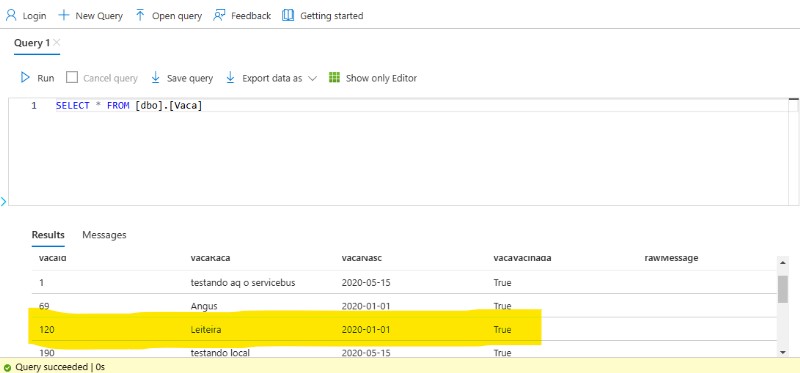 Login New Query Open query Feedback Getting started
Query 1
Run Cancel query Save query Export data as Show only Editor
1 SELECT * FROM [dbo].[Vaca]
Results Messages
vacaId vacaRaca vacaNasc vacaVacinada rawMessage
1 testando aq o servicebus 2020-05-15 True
69 Angus 2020-01-01 True
120 Leiteira 2020-01-01 True
190 testando local 2020-05-15 True
Query succeeded | 0s